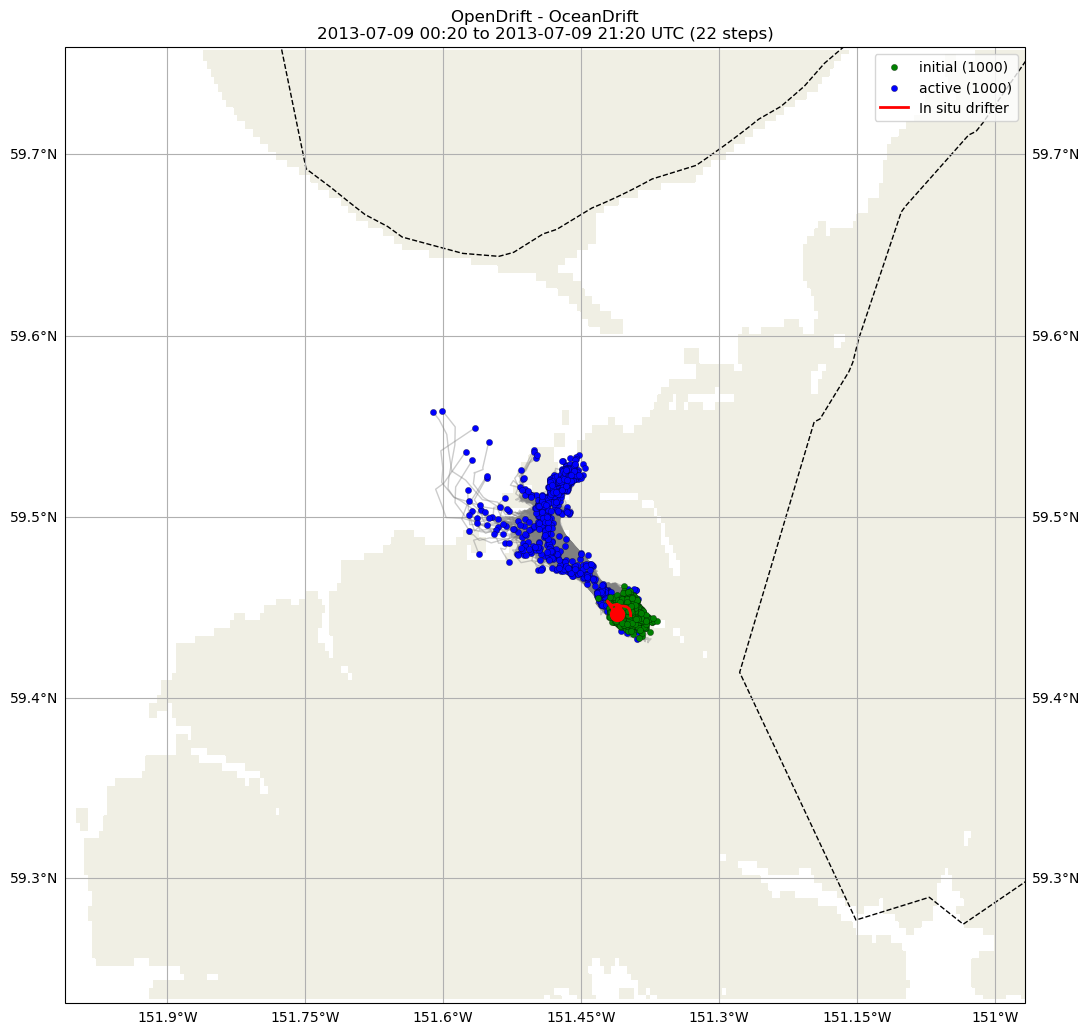 OpenDrift - OceanDrift
2013-07-09 00:20 to 2013-07-09 21:20 UTC (22 steps)
initial (1000)
active (1000)
In situ drifter
59.7°N
59.7°N
59.6°N
59.6°N
59.5°N
59.5°N
59.4°N
59.4°N
59.3°N
59.3°N
151.9°W
151.75°W
151.6°W
151.45°W
151.3°W
151.15°W
151°W